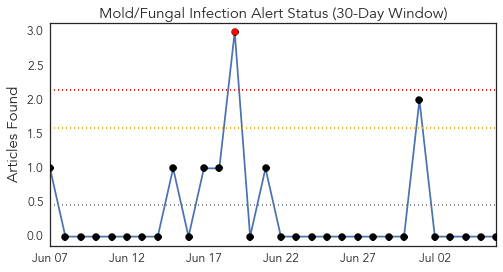 Mold/Fungal Infection Alert Status (30-Day Window)
Articles Found
3.0
2.5
2.0
1.5
1.0
0.5
0.0
Jun 07 Jun 12 Jun 17 Jun 22 Jun 27 Jul 02